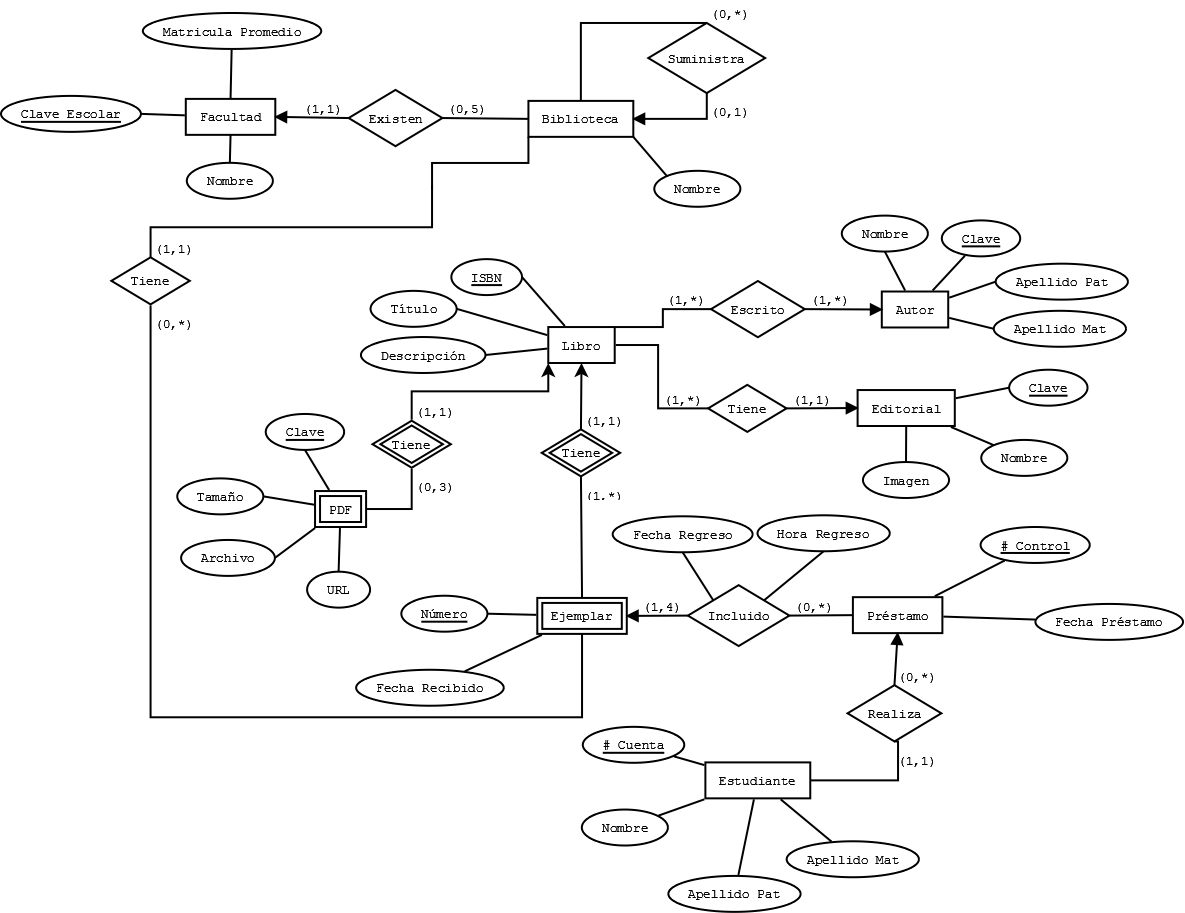 (0,*)
Matricula Promedio
Suministra
(1,1)
(0,5)
(0,1)
Clave Escolar
Facultad
Existen
Biblioteca
Nombre
Nombre
(1,1)
Tiene
(0,*)
Nombre
Clave
ISBN
Apellido Pat
Título
(1,*)
Escrito
(1,*)
Autor
Apellido Mat
Descripción
Libro
Clave
(1,*)
Tiene
(1,1)
Editorial
Nombre
Imagen
(1,1)
Clave
Tiene
(0,3)
(1,1)
Tiene
(1,*)
Tamaño
PDF
Archivo
URL
Fecha Regreso
Hora Regreso
# Control
Número
Ejemplar
(1,4)
Incluido
(0,*)
Préstamo
Fecha Préstamo
Fecha Recibido
(0,*)
Realiza
(1,1)
# Cuenta
Estudiante
Nombre
Apellido Mat
Apellido Pat